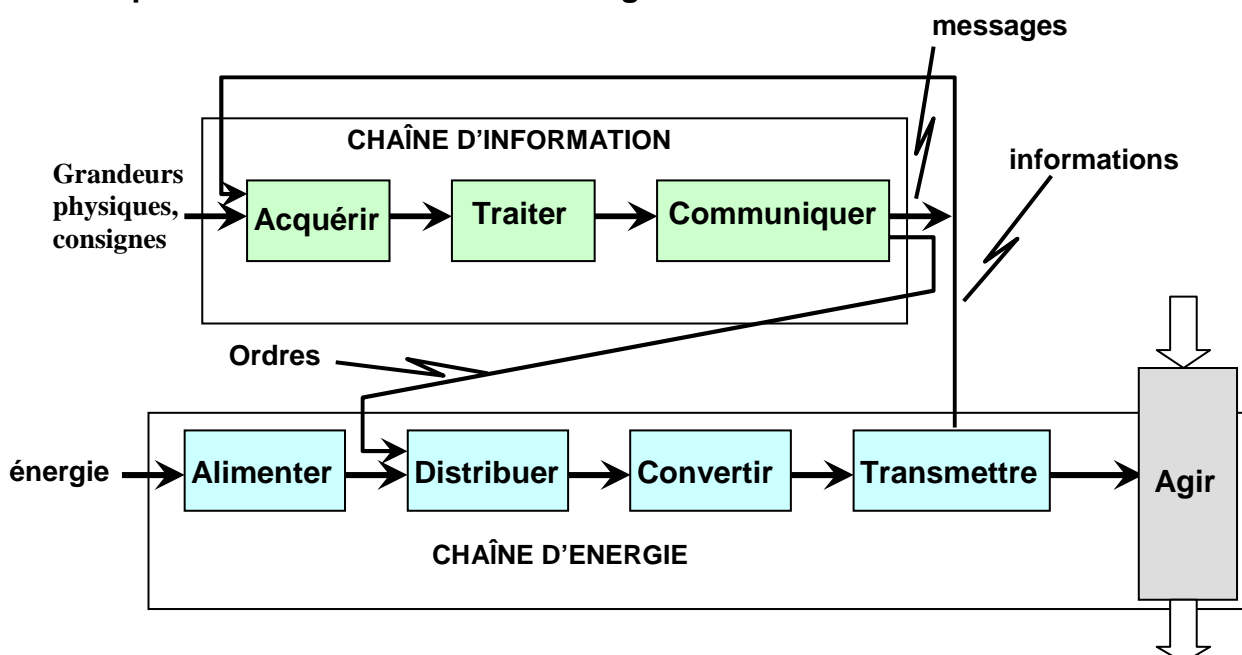 messages
CHAÎNE D'INFORMATION
informations
Grandeurs
physiques,
consignes
Acquérir
Traiter
Communiquer
Ordres
énergie
Alimenter
Distribuer
Convertir
Transmettre
Agir
CHAÎNE D'ENERGIE